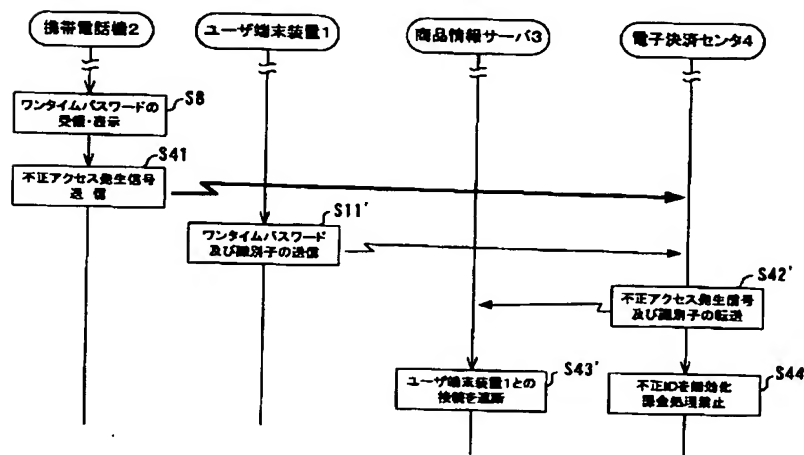 携帯電話機2
ユーザ端末装置1
商品情報サーバ3
電子決済センタ4
ワンタイムパスワードの
受領・表示
S8
不正アクセス発生信号
送信
S41
ワンタイムパスワード
及び識別子の送信
S11'
不正アクセス発生信号
及び識別子の転送
S42'
ユーザ端末装置1との
接続を遮断
S43'
不正IDを無効化
課金処理禁止
S44